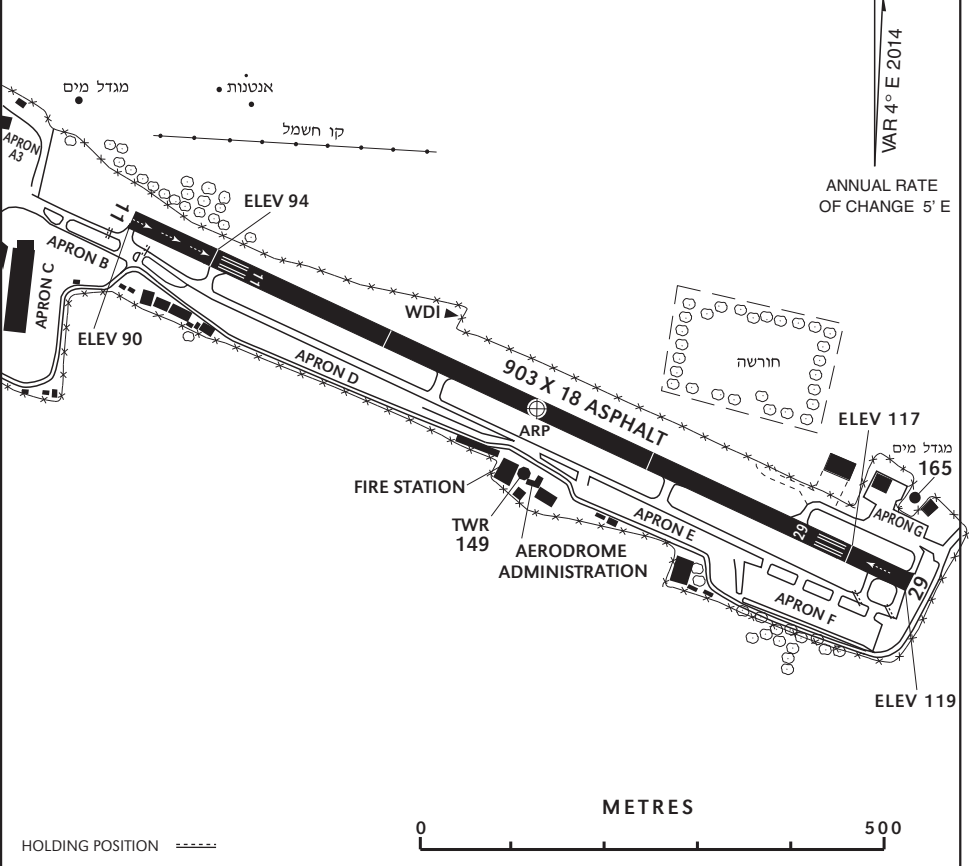 VAR 4° E 2014
ANNUAL RATE
OF CHANGE 5' E
מגדל מים
אנטנות
קו חשמל
APRON
A3
11
ELEV 94
APRON B
11
APRON C
ELEV 90
WDI
APRON D
903 X 18 ASPHALT
חורשה
ARP
ELEV 117
מגדל מים
165
FIRE STATION
TWR
149
AERODROME
ADMINISTRATION
APRON E
29
APRON G
29
APRON F
ELEV 119
METRES
0
500
HOLDING POSITION